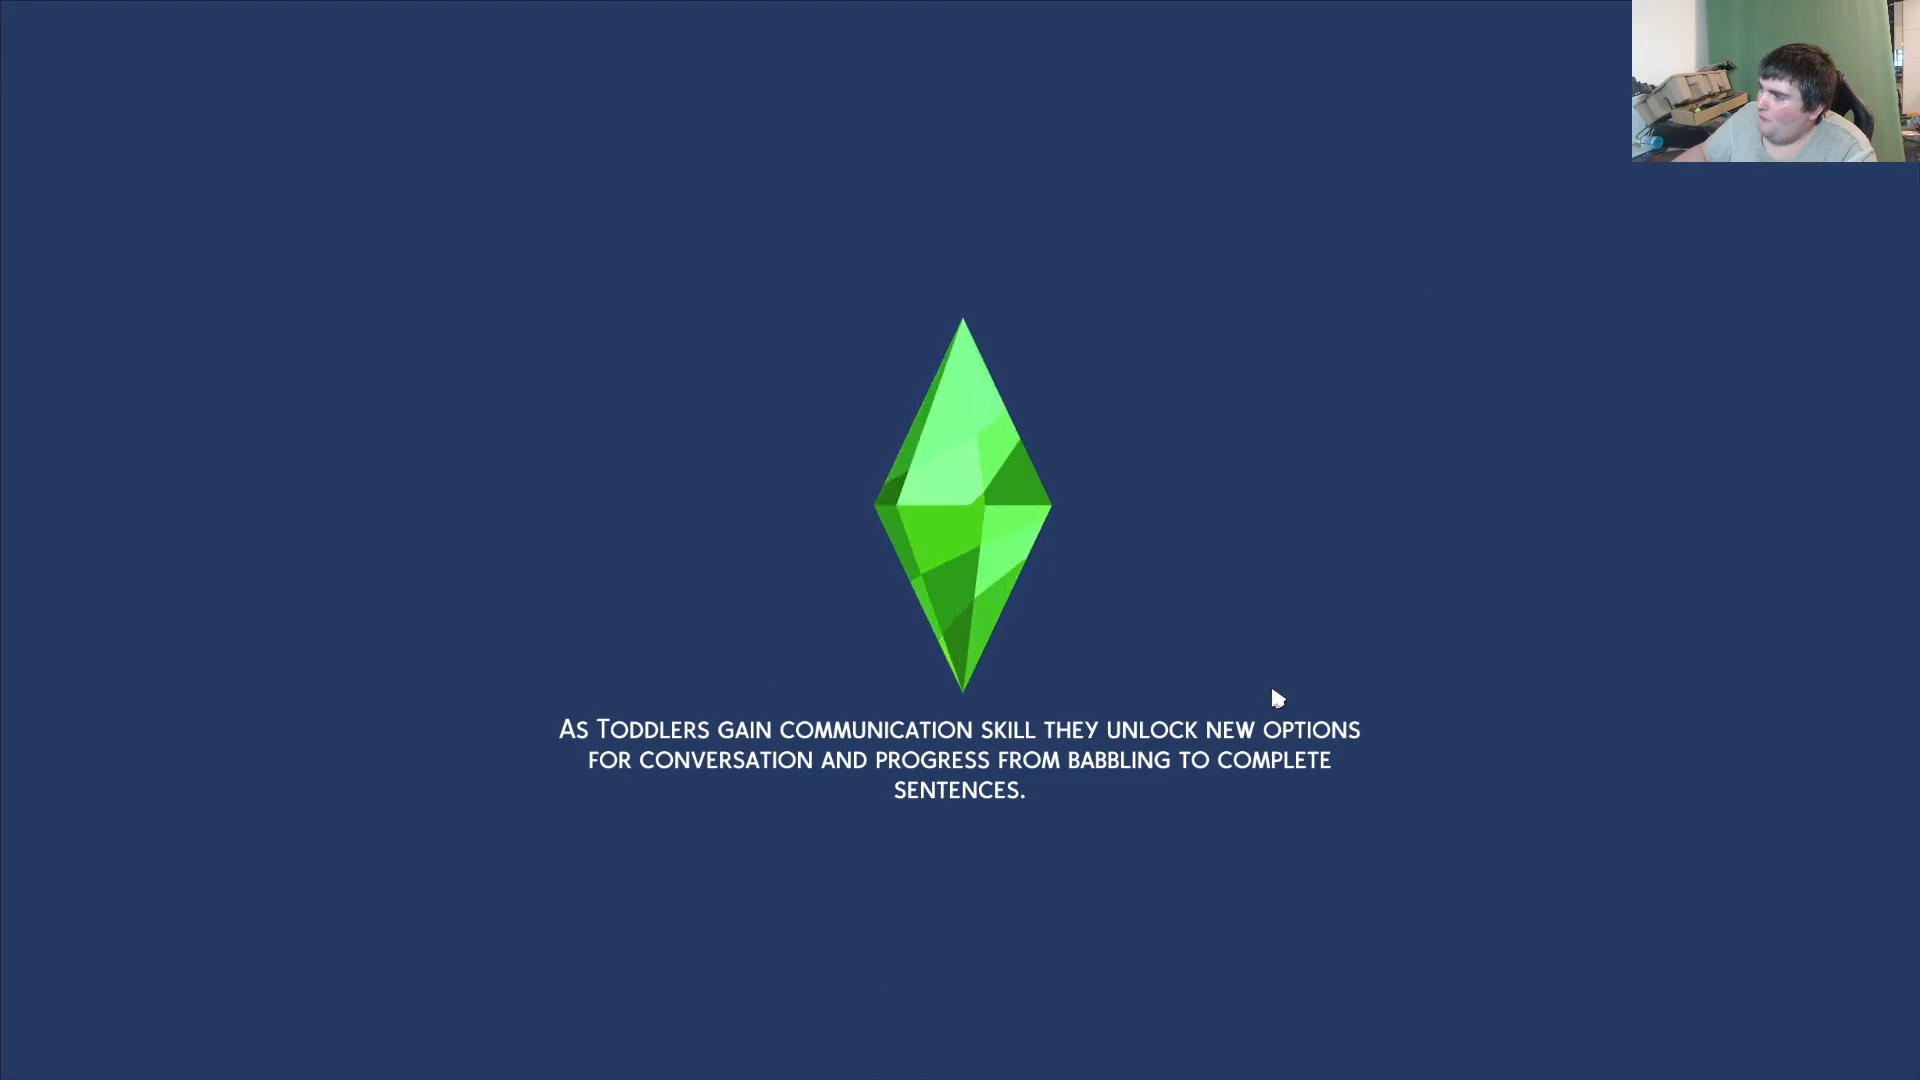 As Toddlers gain communication skill they unlock new options
for conversation and progress from babbling to complete
sentences.